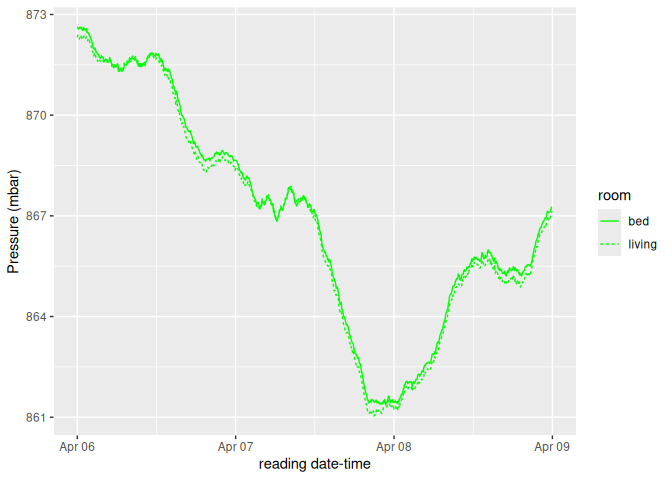 873
870
867
864
861
Pressure (mbar)
Apr 06 Apr 07 Apr 08 Apr 09
reading date-time
room
bed
living